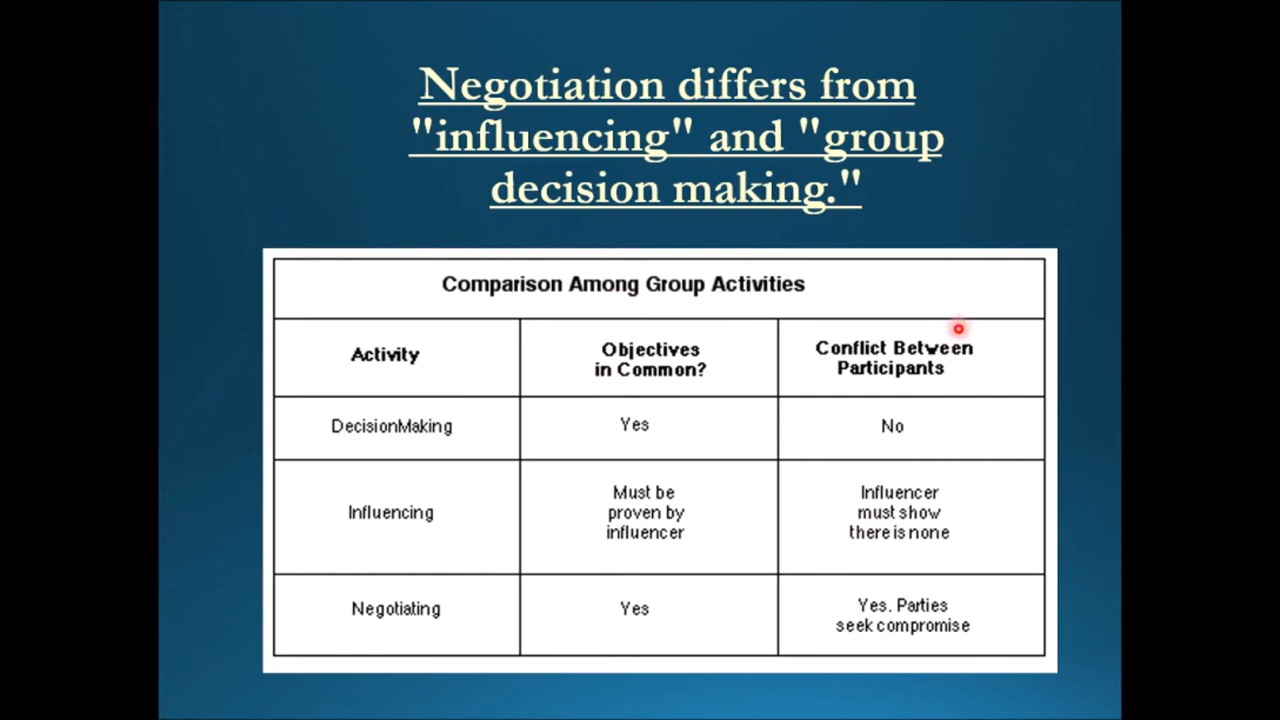 Negotiation differs from
"influencing" and "group
decision making."
Comparison Among Group Activities
Activity
Objectives
in Common?
Conflict Between
Participants
DecisionMaking
Yes
No
Influencing
Must be
proven by
influencer
Influencer
must show
there is none
Negotiating
Yes
Yes. Parties
seek compromise